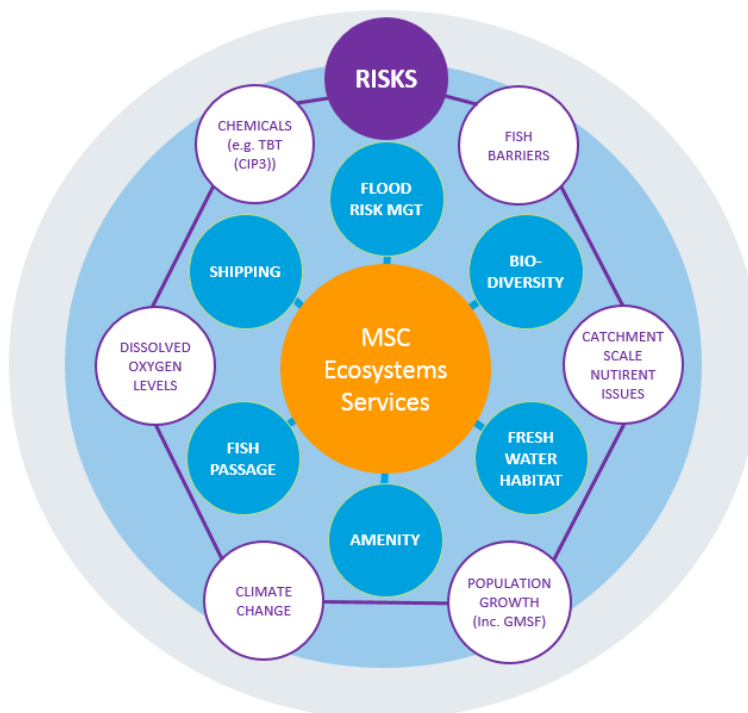 RISKS
CHEMICALS
(e.g. TBT
(CIP3))
FISH
BARRIERS
FLOOD
RISK MGT
SHIPPING
BIO-
DIVERSITY
MSC
Ecosystems
Services
DISSOLVED
OXYGEN
LEVELS
CATCHMENT
SCALE
NUTIRENT
ISSUES
FISH
PASSAGE
FRESH
WATER
HABITAT
AMENITY
CLIMATE
CHANGE
POPULATION
GROWTH
(Inc. GMSF)